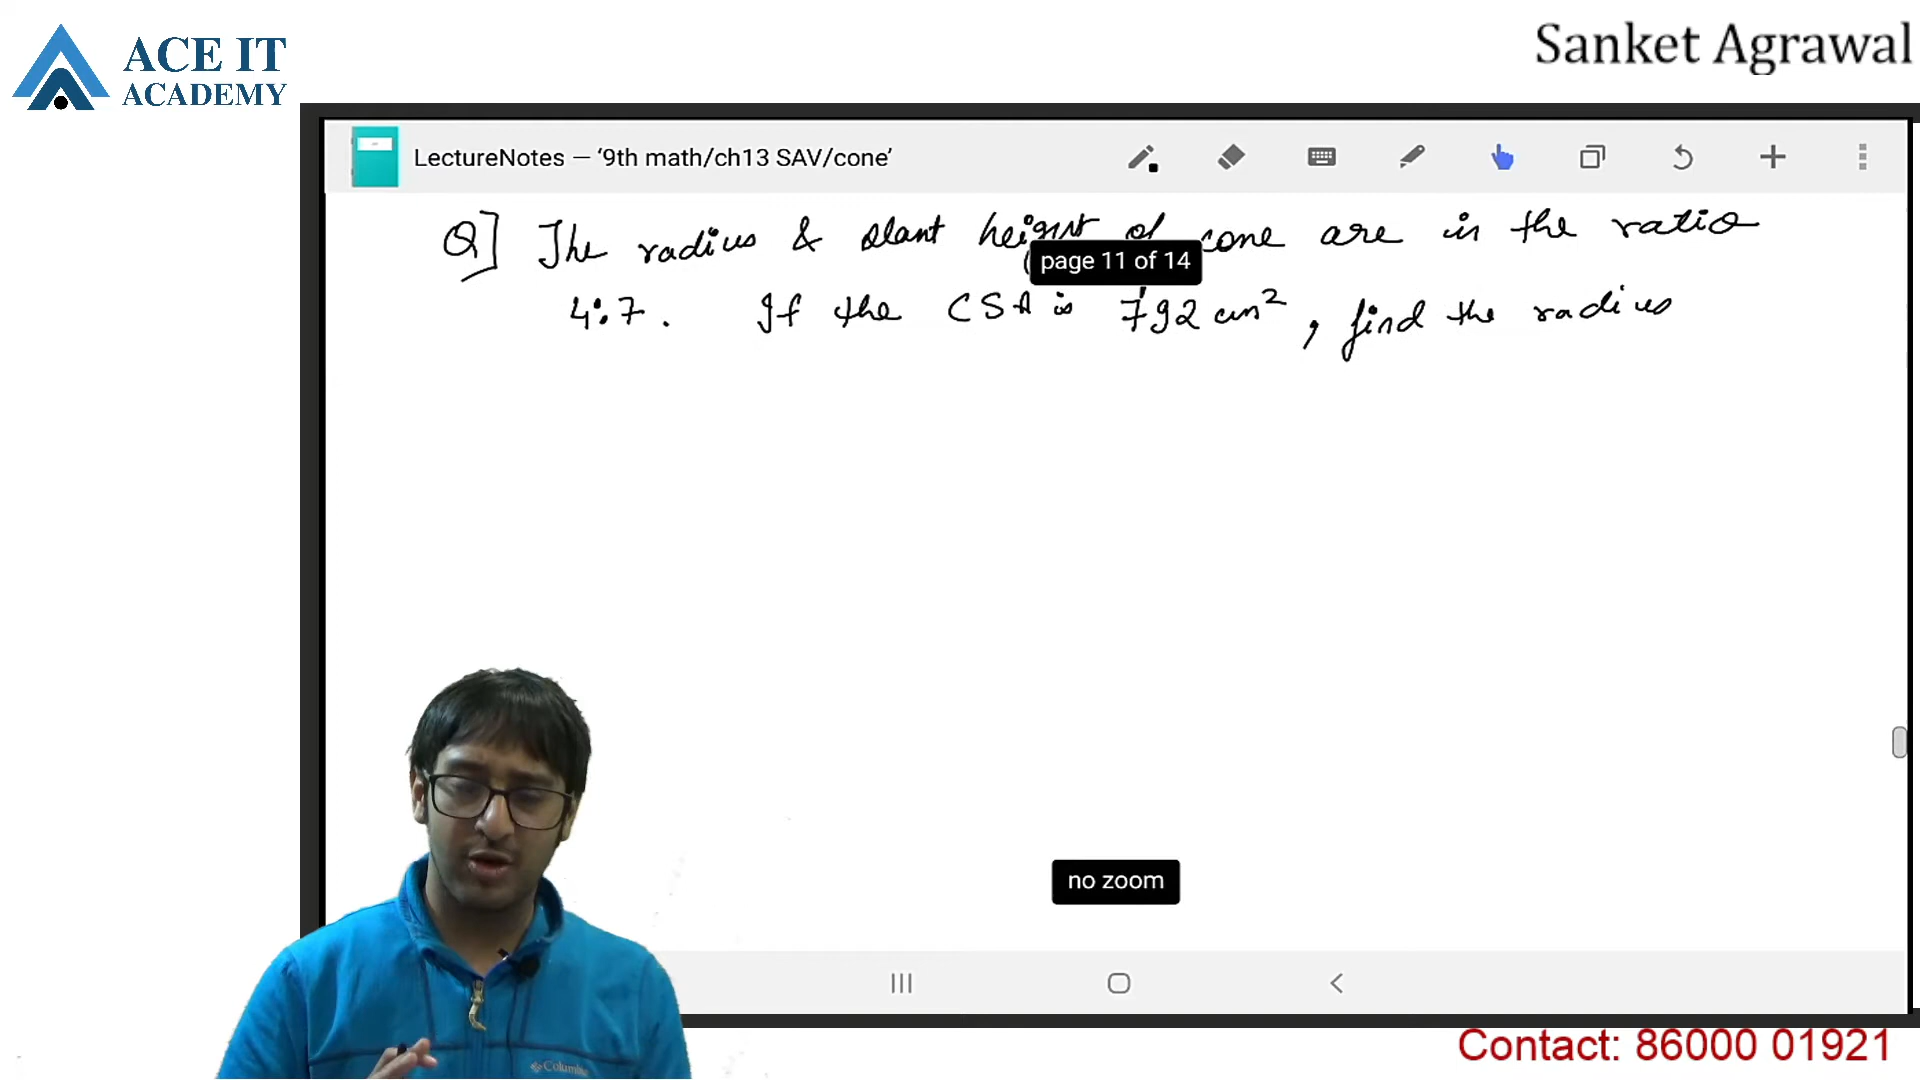 ACE IT
ACADEMY
Sanket Agrawal
LectureNotes — ‘9th math/ch13 SAV/cone’
Q] The radius & slant height of cone are in the ratio
page 11 of 14
4:7. If the CSA is 792 cm², find the radius
no zoom
Columbia
Contact: 86000 01921